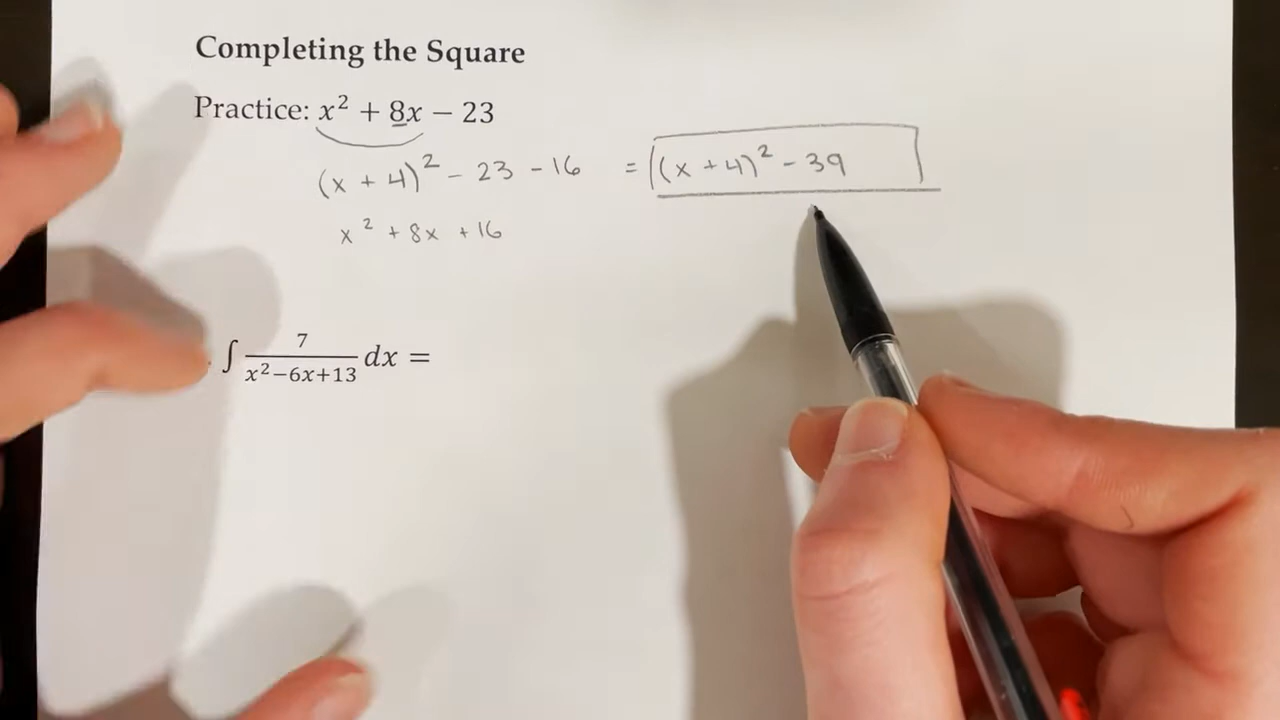 Completing the Square
Practice: x² + 8x − 23
(x + 4)² − 23 − 16 = (x + 4)² − 39
x² + 8x + 16
∫ 7/(x²−6x+13) dx =